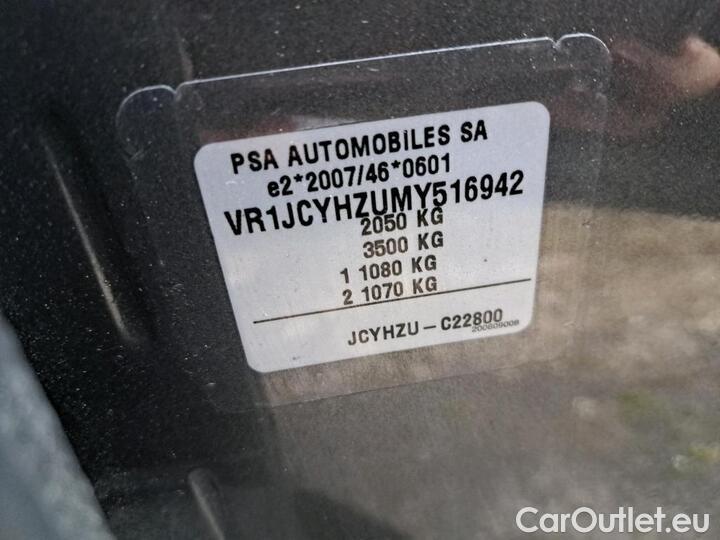 PSA AUTOMOBILES SA
e2*2007/46*0601
VR1JCYHZUMY516942
2050 KG
3500 KG
1 1080 KG
2 1070 KG
JCYHZU - C22800
200809008
CarOutlet.eu